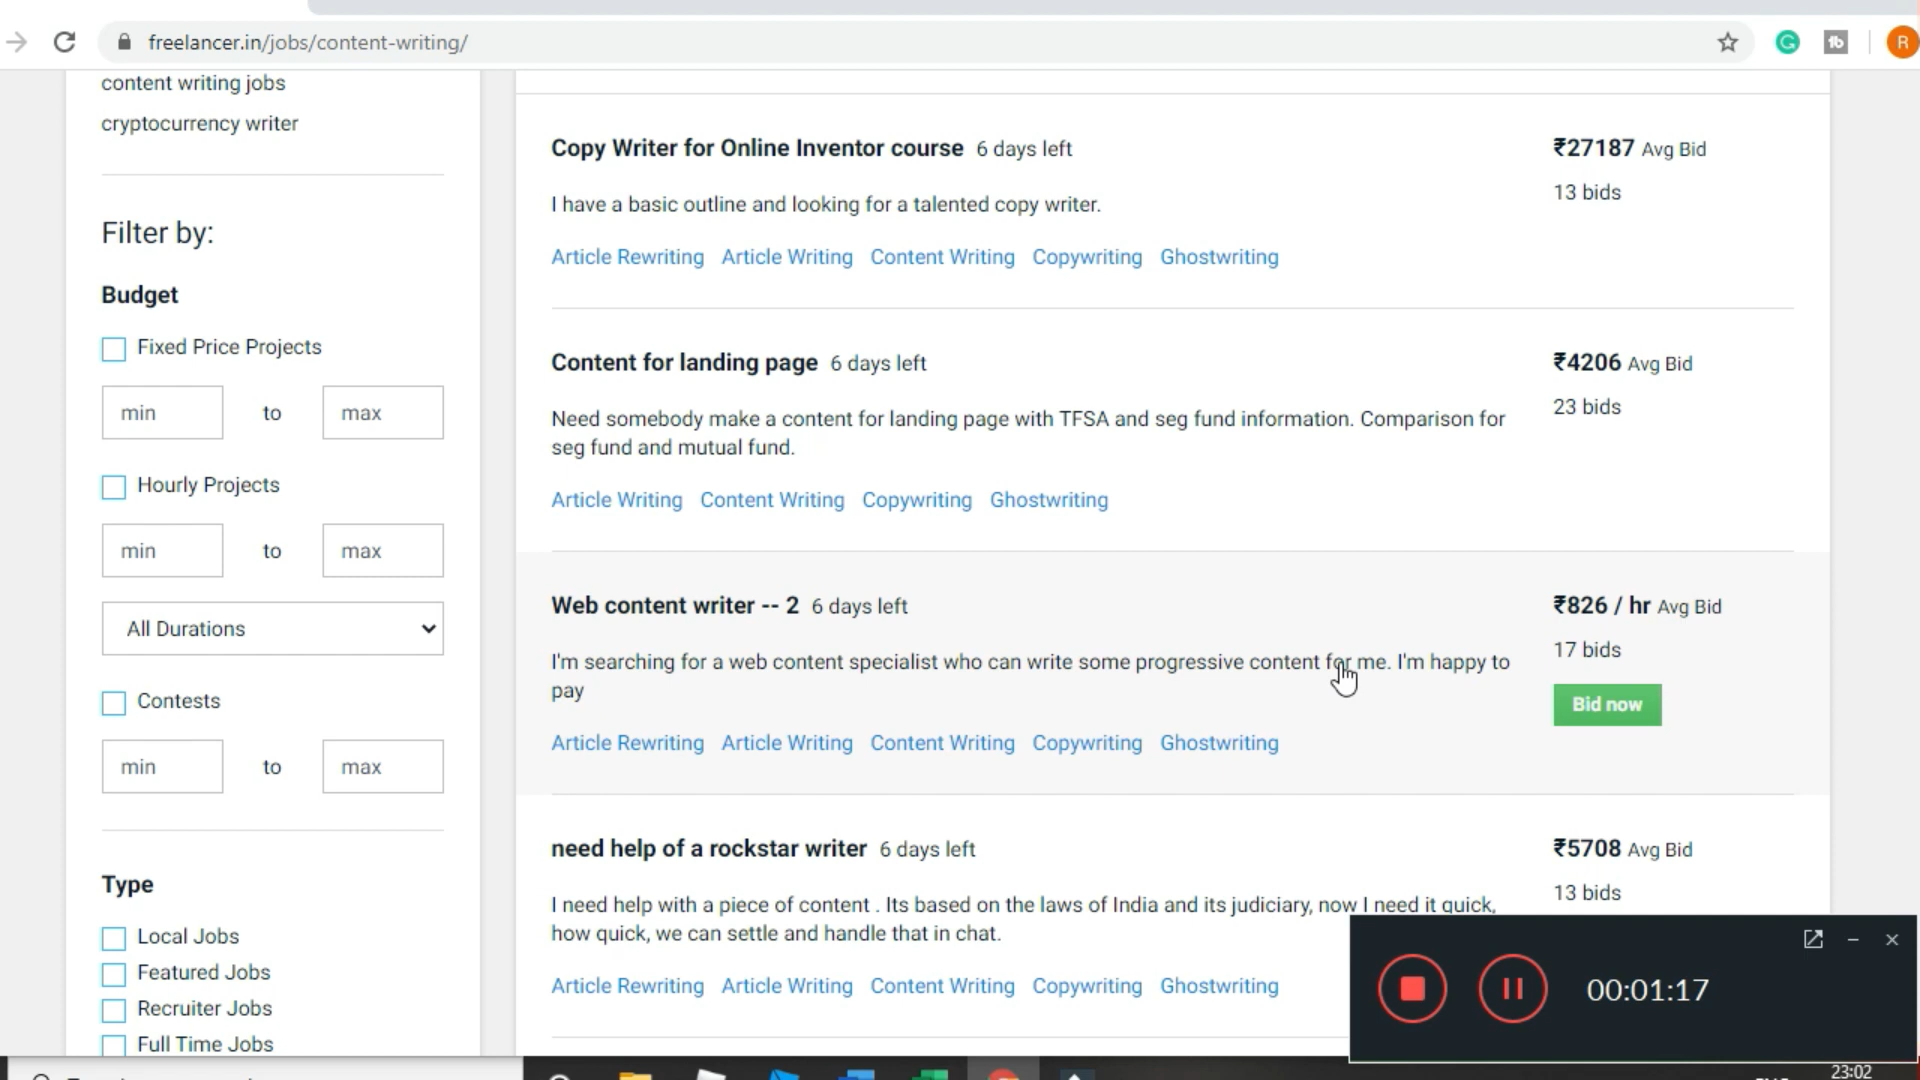 freelancer.in/jobs/content-writing/
R
content writing jobs
cryptocurrency writer
Filter by:
Budget
Fixed Price Projects
min to max
Hourly Projects
min to max
All Durations
Contests
min to max
Type
Local Jobs
Featured Jobs
Recruiter Jobs
Full Time Jobs
Copy Writer for Online Inventor course 6 days left
₹27187 Avg Bid
13 bids
I have a basic outline and looking for a talented copy writer.
Article Rewriting Article Writing Content Writing Copywriting Ghostwriting
Content for landing page 6 days left
₹4206 Avg Bid
23 bids
Need somebody make a content for landing page with TFSA and seg fund information. Comparison for
seg fund and mutual fund.
Article Writing Content Writing Copywriting Ghostwriting
Web content writer -- 2 6 days left
₹826 / hr Avg Bid
17 bids
I'm searching for a web content specialist who can write some progressive content for me. I'm happy to
pay
Bid now
Article Rewriting Article Writing Content Writing Copywriting Ghostwriting
need help of a rockstar writer 6 days left
₹5708 Avg Bid
13 bids
I need help with a piece of content . Its based on the laws of India and its judiciary, now I need it quick,
how quick, we can settle and handle that in chat.
Article Rewriting Article Writing Content Writing Copywriting Ghostwriting
00:01:17
23:02